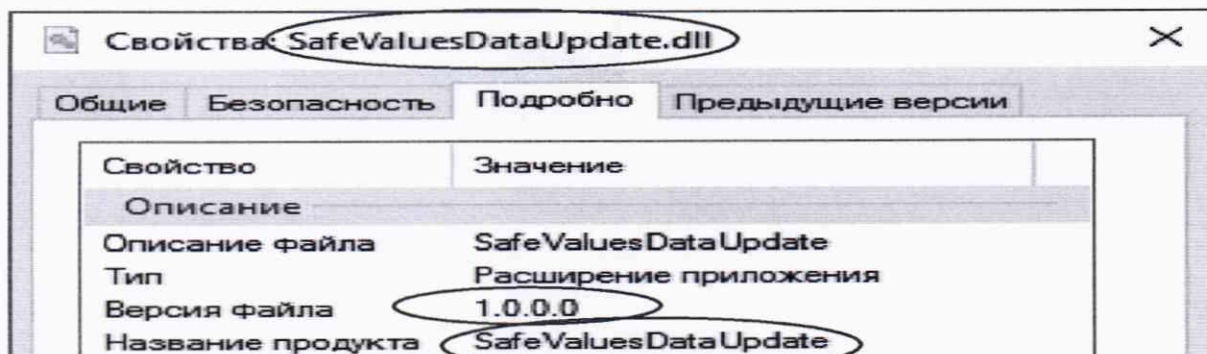 Свойства: SafeValuesDataUpdate.dll
Общие Безопасность Подробно Предыдущие версии
Свойство Значение
Описание
Описание файла SafeValuesDataUpdate
Тип Расширение приложения
Версия файла 1.0.0.0
Название продукта SafeValuesDataUpdate